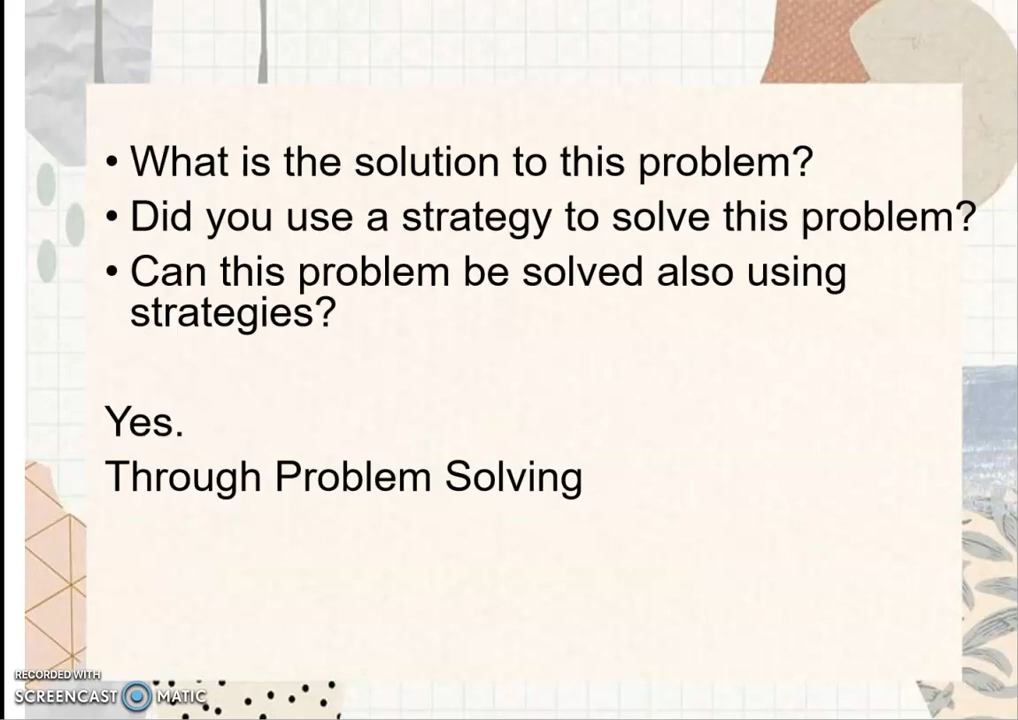 • What is the solution to this problem?
• Did you use a strategy to solve this problem?
• Can this problem be solved also using
strategies?
Yes.
Through Problem Solving
RECORDED WITH
SCREENCAST MATIC